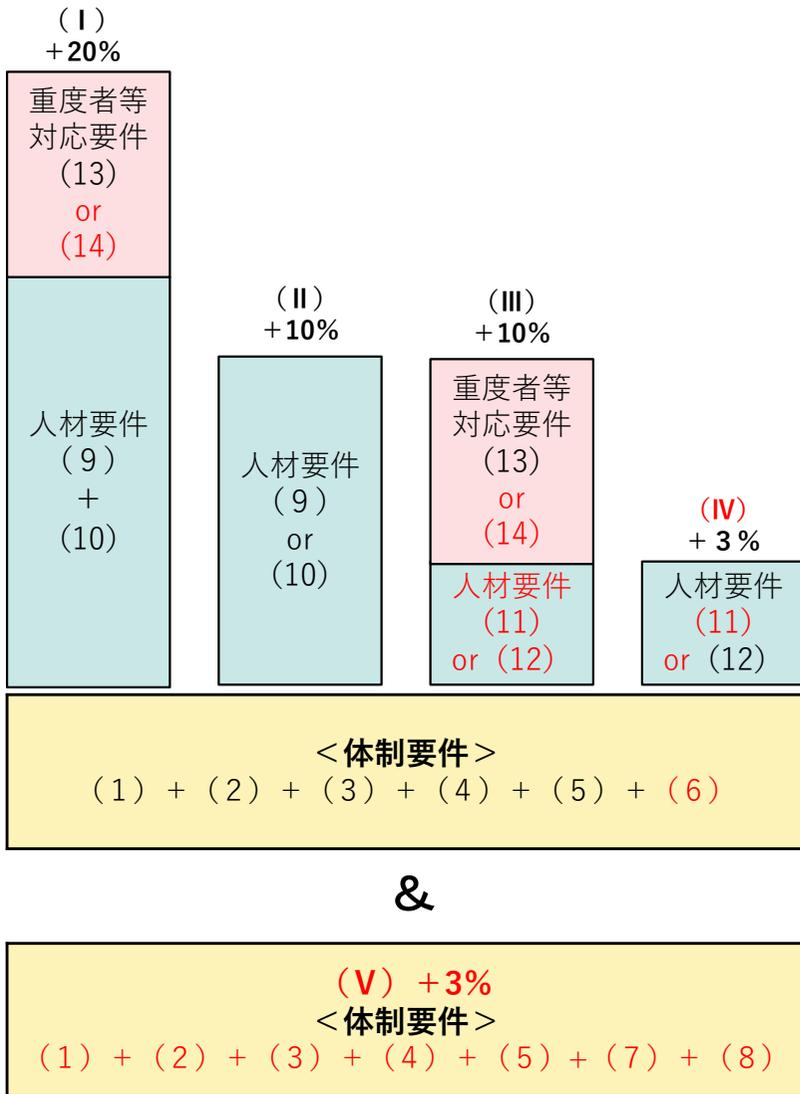 （Ⅰ）
＋20%
重度者等
対応要件
（13）
or
（14）
人材要件
（９）
＋
（10）
（Ⅱ）
＋10%
人材要件
（９）
or
（10）
（Ⅲ）
＋10%
重度者等
対応要件
（13）
or
（14）
人材要件
（11）
or（12）
（Ⅳ）
＋３%
人材要件
（11）
or（12）
＜体制要件＞
（１）＋（２）＋（３）＋（４）＋（５）＋（６）
&
（Ⅴ）＋3%
＜体制要件＞
（１）＋（２）＋（３）＋（４）＋（５）＋（７）＋（８）